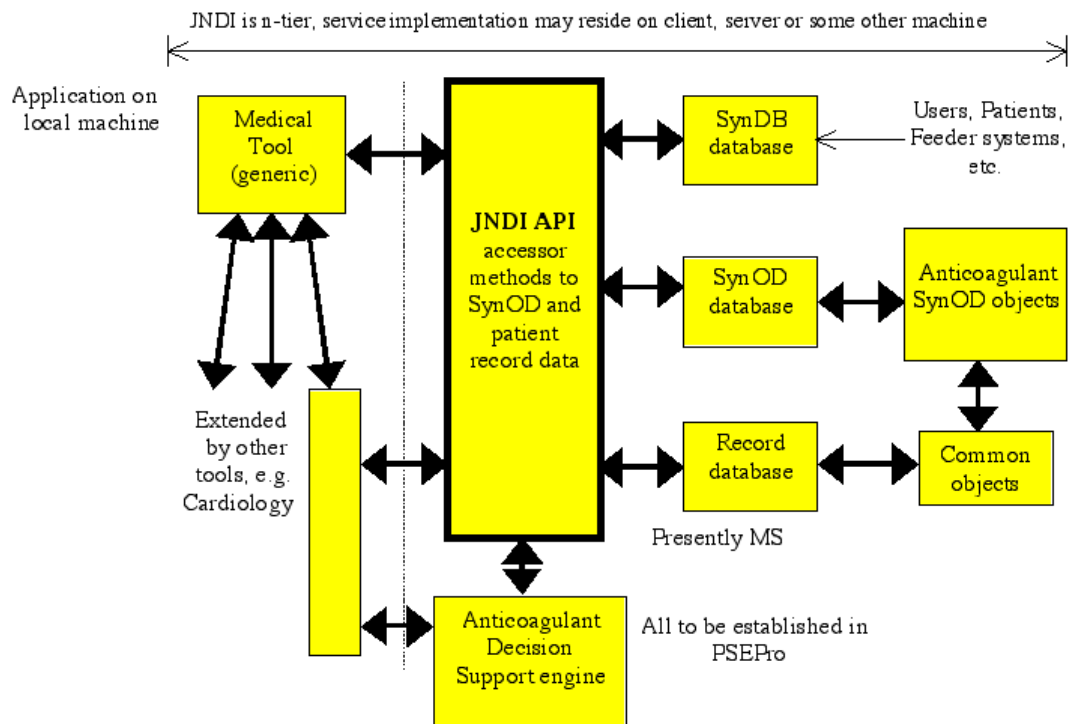 JNDI is n-tier, service implementation may reside on client, server or some other machine
Application on
local machine
Medical
Tool
(generic)
JNDI API
accessor
methods to
SynOD and
patient
record data
SynDB
database
Users, Patients,
Feeder systems,
etc.
SynOD
database
Anticoagulant
SynOD objects
Extended
by other
tools, e.g.
Cardiology
Record
database
Common
objects
Presently MS
Anticoagulant
Decision
Support engine
All to be established in
PSEPro